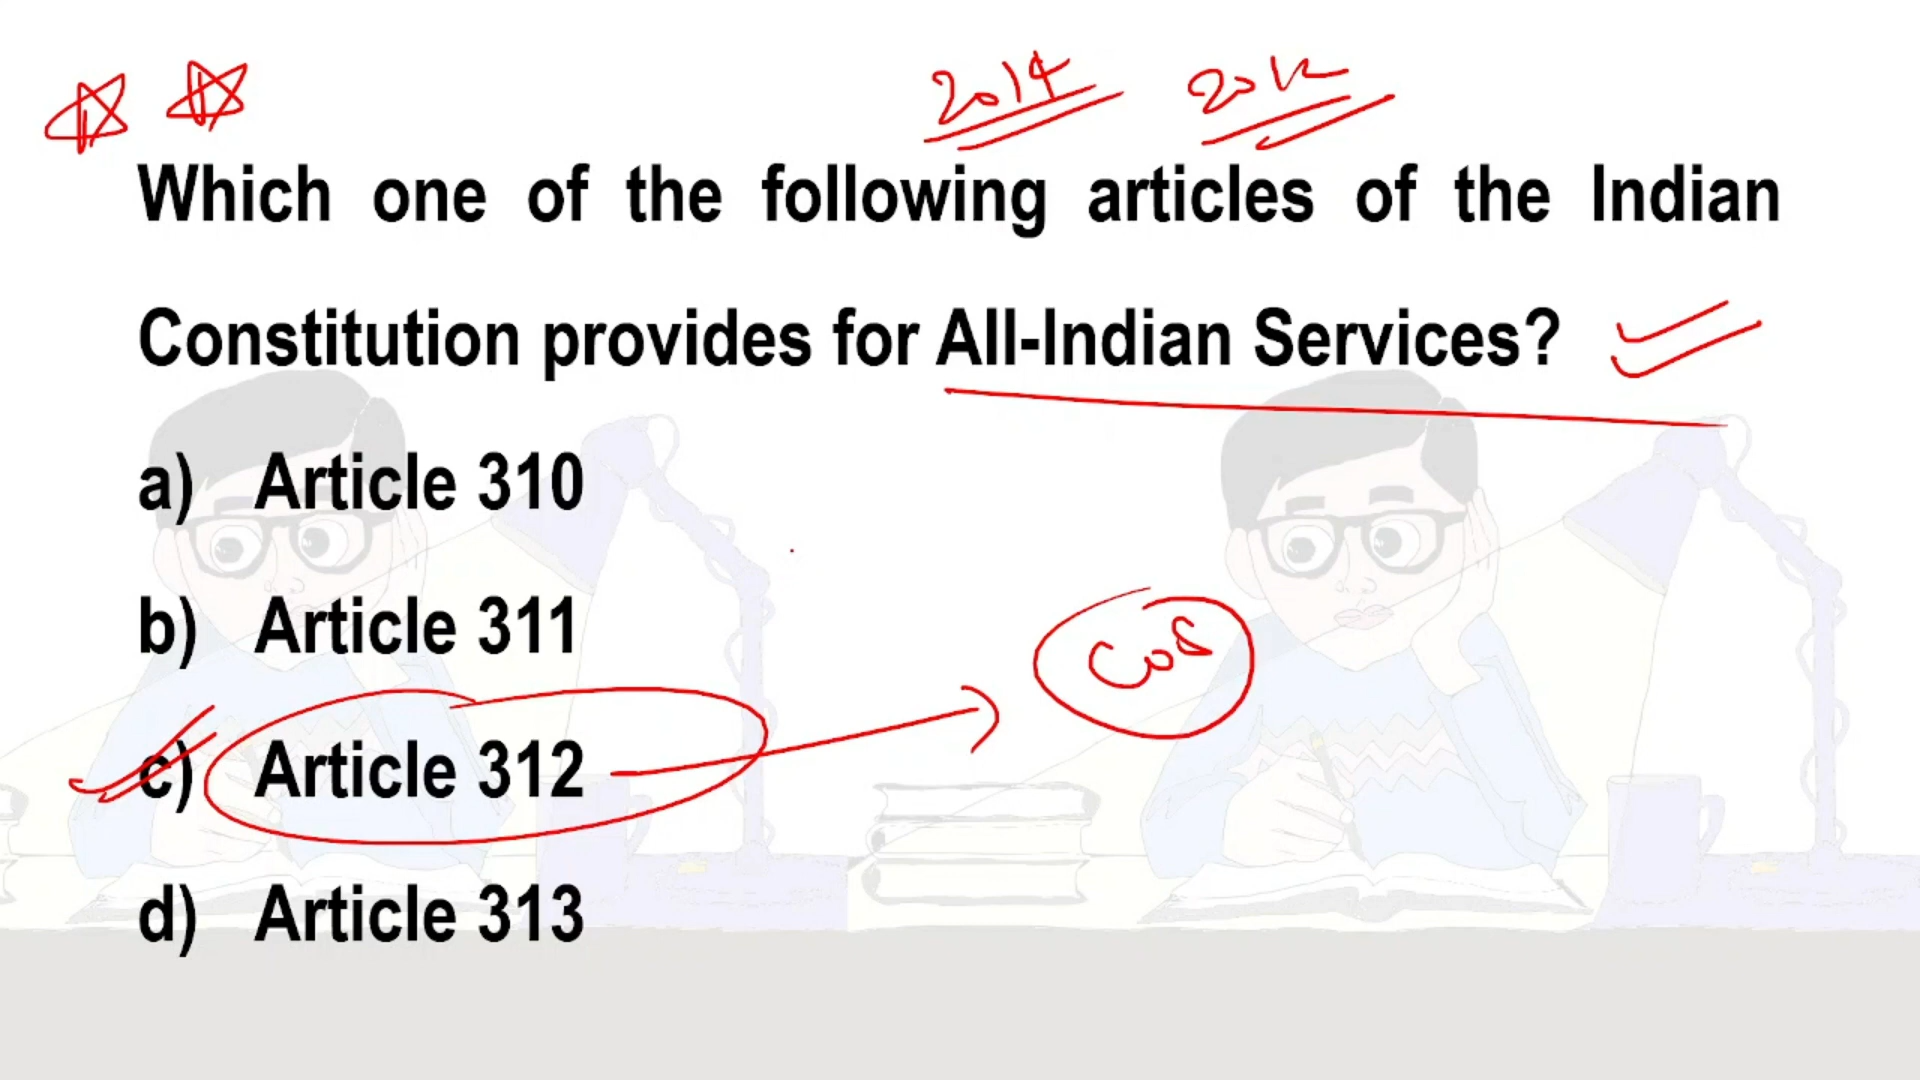 2014 2012
Which one of the following articles of the Indian
Constitution provides for All-Indian Services?
a) Article 310
b) Article 311
c) Article 312
d) Article 313